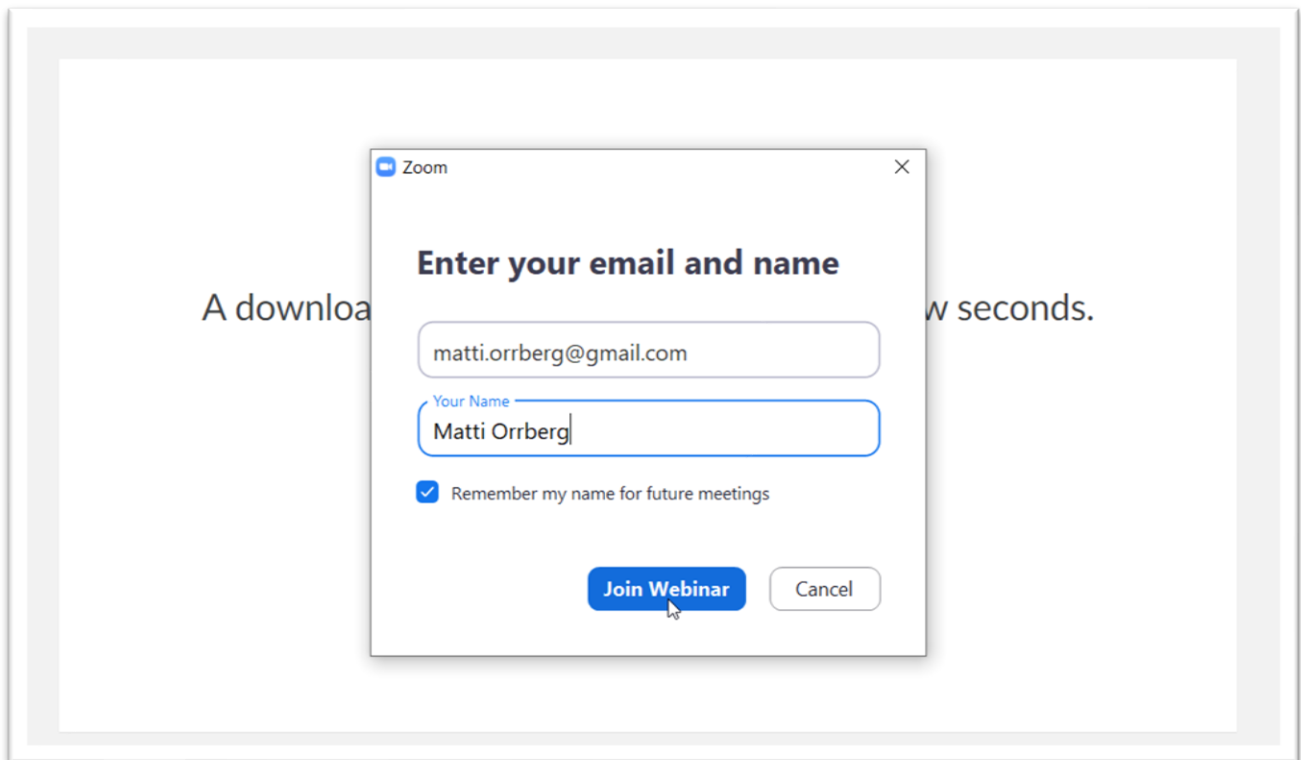 Zoom
Enter your email and name
A downloa
w seconds.
matti.orrberg@gmail.com
Your Name
Matti Orrberg
Remember my name for future meetings
Join Webinar
Cancel